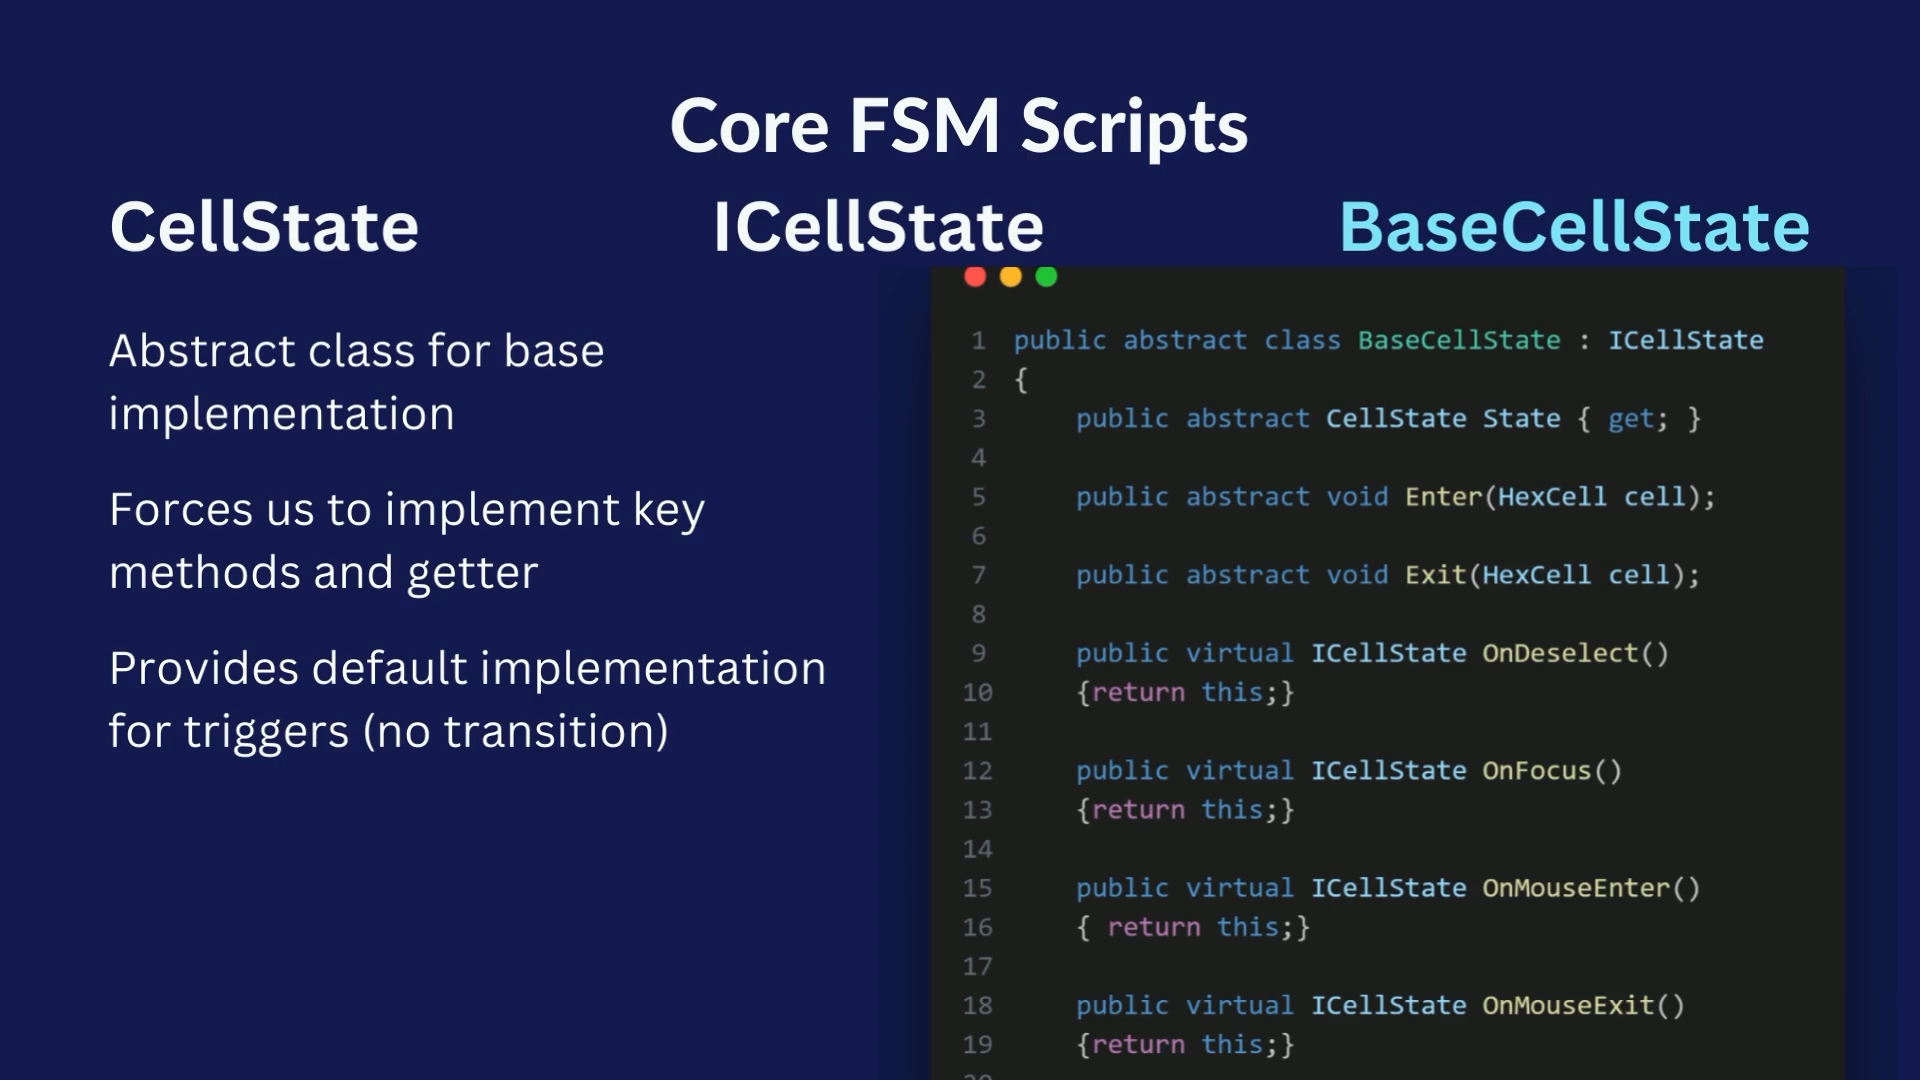 Core FSM Scripts
CellState
ICellState
BaseCellState
Abstract class for base
implementation
Forces us to implement key
methods and getter
Provides default implementation
for triggers (no transition)
1 public abstract class BaseCellState : ICellState
2 {
3 public abstract CellState State { get; }
4
5 public abstract void Enter(HexCell cell);
6
7 public abstract void Exit(HexCell cell);
8
9 public virtual ICellState OnDeselect()
10 {return this;}
11
12 public virtual ICellState OnFocus()
13 {return this;}
14
15 public virtual ICellState OnMouseEnter()
16 { return this;}
17
18 public virtual ICellState OnMouseExit()
19 {return this;}